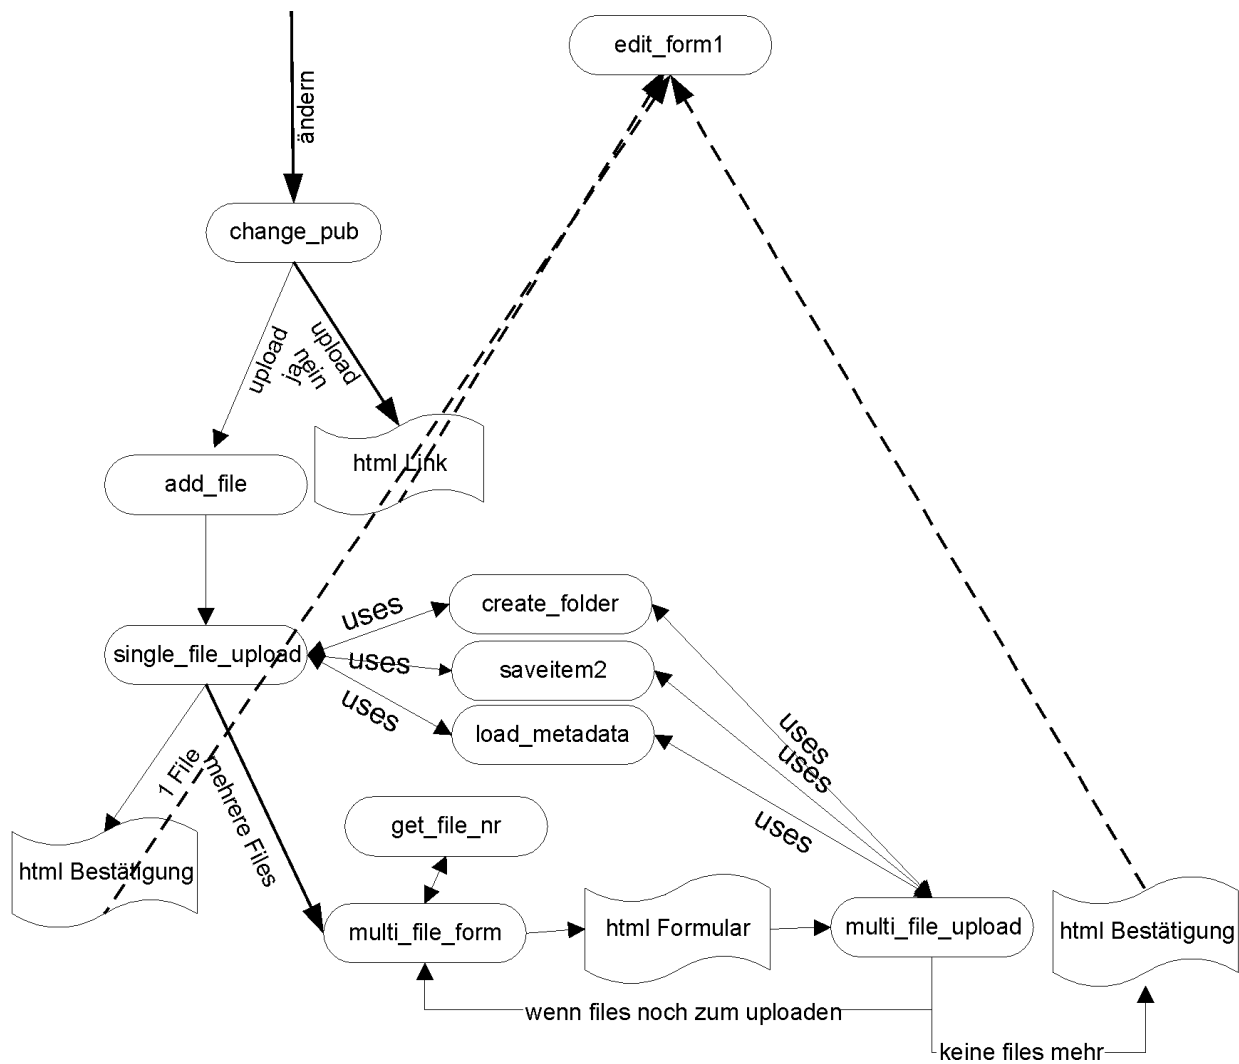 edit_form1
ändern
change_pub
upload
ja
upload
nein
html Link
add_file
create_folder
uses
single_file_upload
uses
saveitem2
uses
load_metadata
uses
uses
uses
1 File
mehrere Files
get_file_nr
html Bestätigung
multi_file_form
html Formular
multi_file_upload
html Bestätigung
wenn files noch zum uploaden
keine files mehr